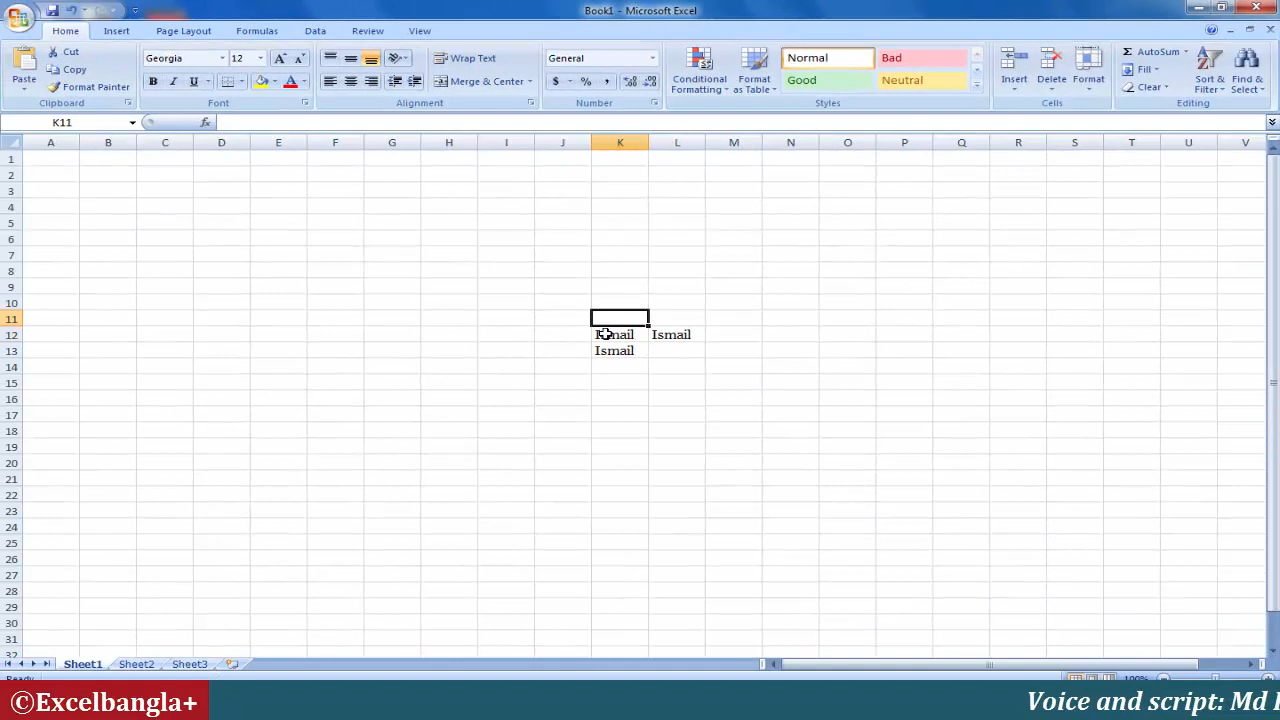 Book1 - Microsoft Excel
Home Insert Page Layout Formulas Data Review View
Cut Georgia 12 Wrap Text General Normal Bad AutoSum
Copy Fill
Paste Format Painter Merge & Center Conditional Formatting Format as Table Good Neutral Insert Delete Format Clear Sort & Filter Find & Select
Clipboard Font Alignment Number Styles Cells Editing
K11 fx
A B C D E F G H I K L M N O P Q R S T U V
1
2
3
4
5
6
7
8
9
10
11
12 Ismail
13 Ismail
14
15
16
17
18
19
20
21
22
23
24
25
26
27
28
29
30
31
32
Sheet1 Sheet2 Sheet3
Ready 100%
©Excelbangla+ Voice and script: Md